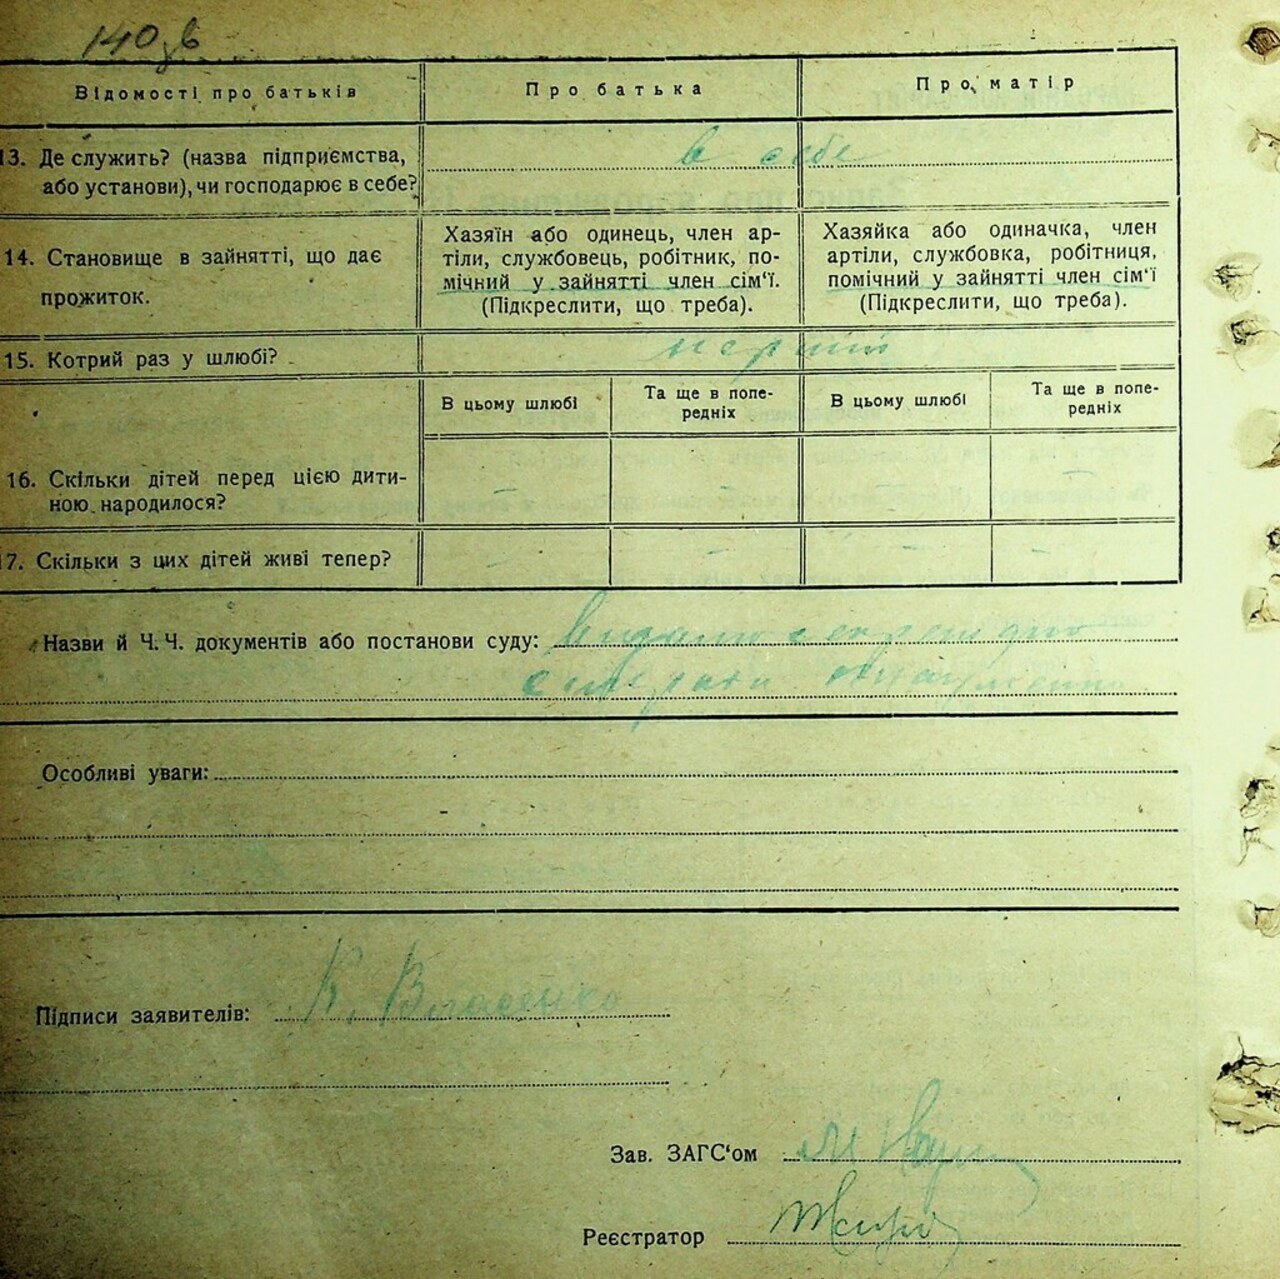 140 зв
Відомості про батьків
Про батька
Про матір
13. Де служить? (назва підприємства,
або установи), чи господарює в себе?
в себе
14. Становище в зайнятті, що дає
прожиток.
Хазяїн або одинець, член ар-
тіли, службовець, робітник, по-
мічний у зайнятті член сім'ї.
(Підкреслити, що треба).
Хазяйка або одиначка, член
артіли, службовка, робітниця,
помічний у зайнятті член сім'ї
(Підкреслити, що треба).
15. Котрий раз у шлюбі?
перший
В цьому шлюбі
Та ще в попе-
редніх
В цьому шлюбі
Та ще в попе-
редніх
16. Скільки дітей перед цією дити-
ною народилося?
– – – –
17. Скільки з цих дітей живі тепер?
– – – –
Назви й Ч.Ч. документів або постанови суду:
Особливі уваги:
Підписи заявителів: К. Власенко
Зав. ЗАГС'ом
Реєстратор